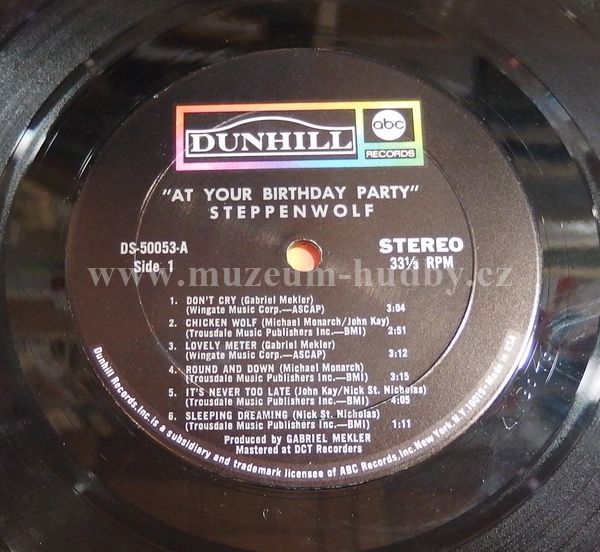 DUNHILL
abc
RECORDS
"AT YOUR BIRTHDAY PARTY"
STEPPENWOLF
DS-50053-A
Side 1
STEREO
33⅓ RPM
www.muzeum-hudby.cz
1. DON'T CRY (Gabriel Mekler)
(Wingate Music Corp.—ASCAP) 3:04
2. CHICKEN WOLF (Michael Monarch/John Kay)
(Trousdale Music Publishers Inc.—BMI) 2:51
3. LOVELY METER (Gabriel Mekler)
(Wingate Music Corp.—ASCAP) 3:12
4. ROUND AND DOWN (Michael Monarch)
(Trousdale Music Publishers Inc.—BMI) 3:15
5. IT'S NEVER TOO LATE (John Kay/Nick St. Nicholas)
(Trousdale Music Publishers Inc.—BMI) 4:05
6. SLEEPING DREAMING (Nick St. Nicholas)
(Trousdale Music Publishers Inc.—BMI) 1:11
Produced by GABRIEL MEKLER
Mastered at DCT Recorders
Dunhill Records, Inc. is a subsidiary and trademark licensee of ABC Records, Inc. New York, N.Y. 10019 • Made in USA